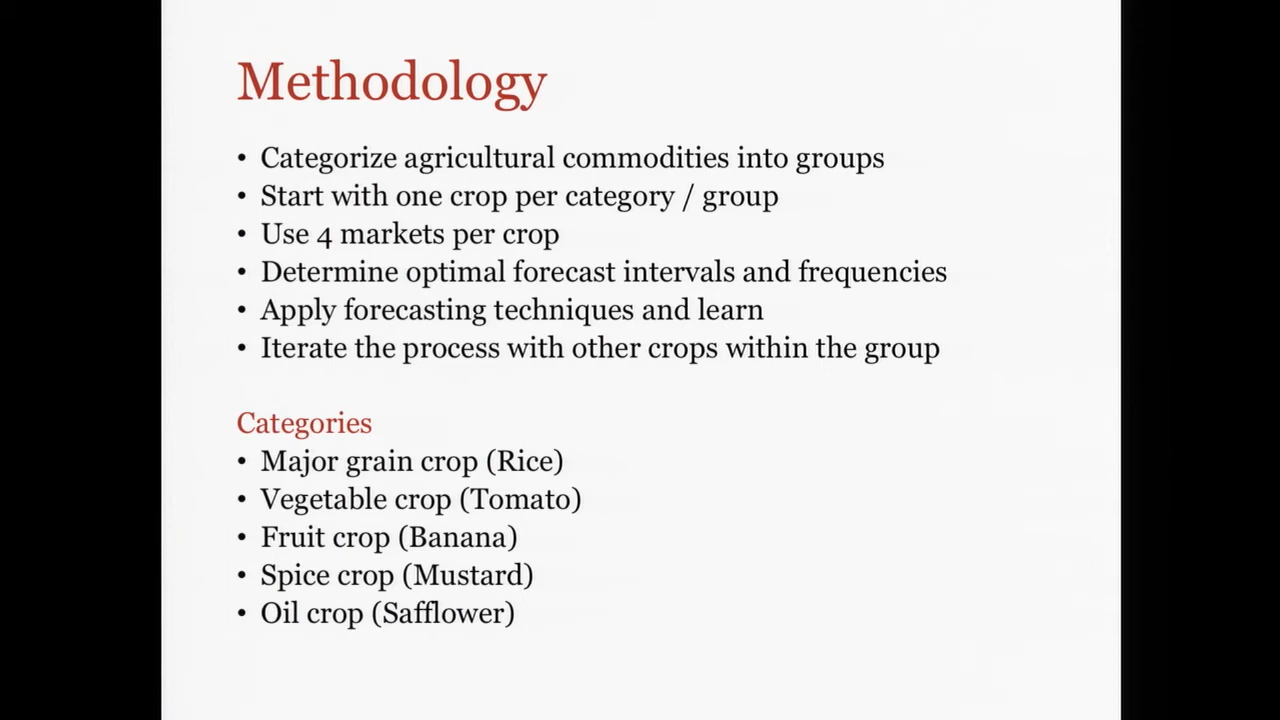 Methodology
• Categorize agricultural commodities into groups
• Start with one crop per category / group
• Use 4 markets per crop
• Determine optimal forecast intervals and frequencies
• Apply forecasting techniques and learn
• Iterate the process with other crops within the group
Categories
• Major grain crop (Rice)
• Vegetable crop (Tomato)
• Fruit crop (Banana)
• Spice crop (Mustard)
• Oil crop (Safflower)